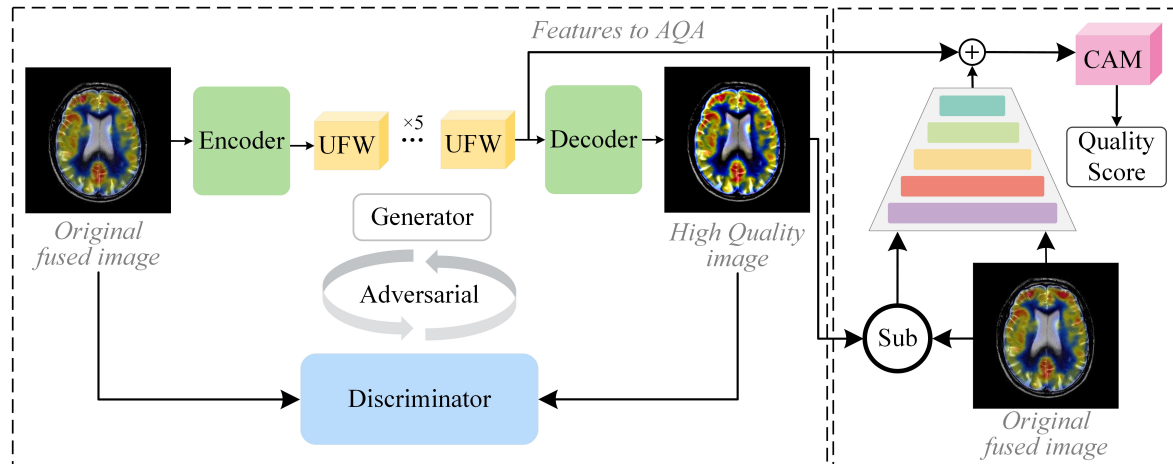 Features to AQA
CAM
Encoder
UFW
×5
...
UFW
Decoder
Quality
Score
Generator
Original
fused image
High Quality
image
Adversarial
Sub
Discriminator
Original
fused image